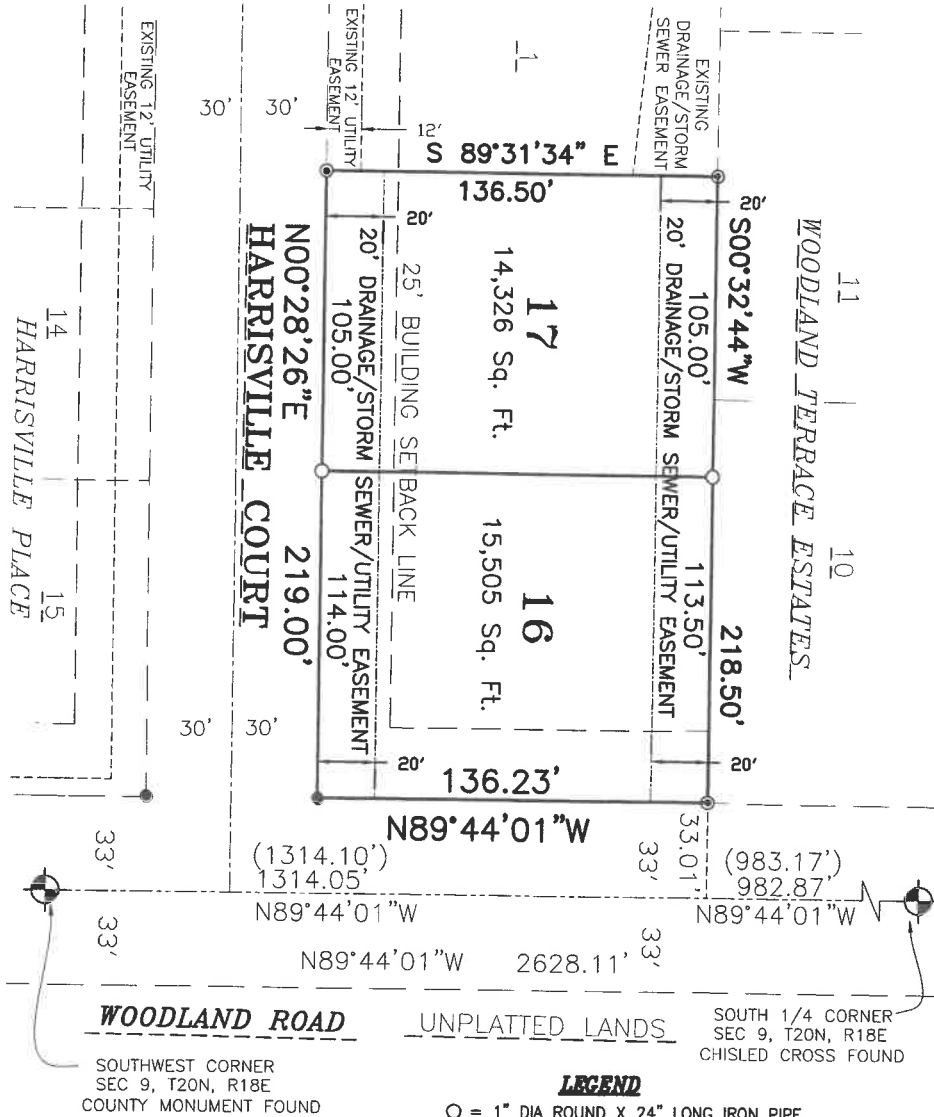 EXISTING 12' UTILITY
EASEMENT
30'
30'
EXISTING 12' UTILITY
EASEMENT
12'
1
EXISTING
DRAINAGE/STORM
SEWER EASEMENT
S 89°31'34" E
136.50'
20'
20'
N00°28'26"E
219.00'
HARRISVILLE COURT
20' DRAINAGE/STORM SEWER/UTILITY EASEMENT
105.00'
114.00'
25' BUILDING SETBACK LINE
17
14,326 Sq. Ft.
16
15,505 Sq. Ft.
20' DRAINAGE/STORM SEWER/UTILITY EASEMENT
105.00'
113.50'
S00°32'44"W
218.50'
WOODLAND TERRACE ESTATES
11
10
14
15
HARRISVILLE PLACE
30'
30'
20'
20'
136.23'
N89°44'01"W
33'
(1314.10')
1314.05'
N89°44'01"W
33'
33.01'
(983.17')
982.87'
N89°44'01"W
33'
33'
N89°44'01"W 2628.11'
WOODLAND ROAD
UNPLATTED LANDS
SOUTH 1/4 CORNER
SEC 9, T20N, R18E
CHISLED CROSS FOUND
SOUTHWEST CORNER
SEC 9, T20N, R18E
COUNTY MONUMENT FOUND
LEGEND
O = 1" DIA ROUND X 24" LONG IRON PIPE